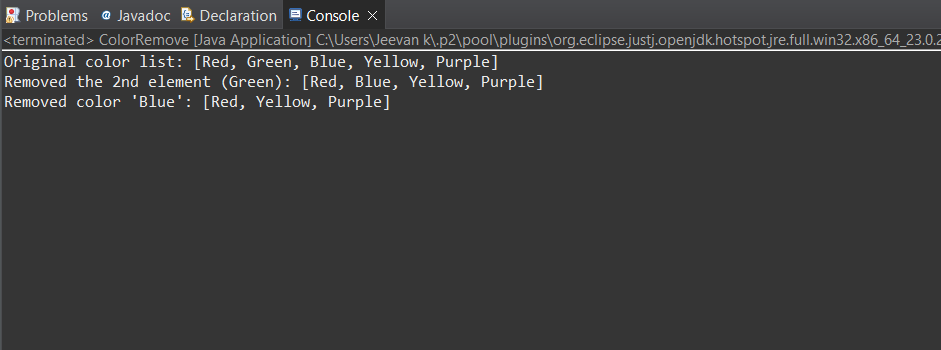 Problems @ Javadoc Declaration Console
<terminated> ColorRemove [Java Application] C:\Users\Jeevan k\.p2\pool\plugins\org.eclipse.justj.openjdk.hotspot.jre.full.win32.x86_64_23.0.2
Original color list: [Red, Green, Blue, Yellow, Purple]
Removed the 2nd element (Green): [Red, Blue, Yellow, Purple]
Removed color 'Blue': [Red, Yellow, Purple]